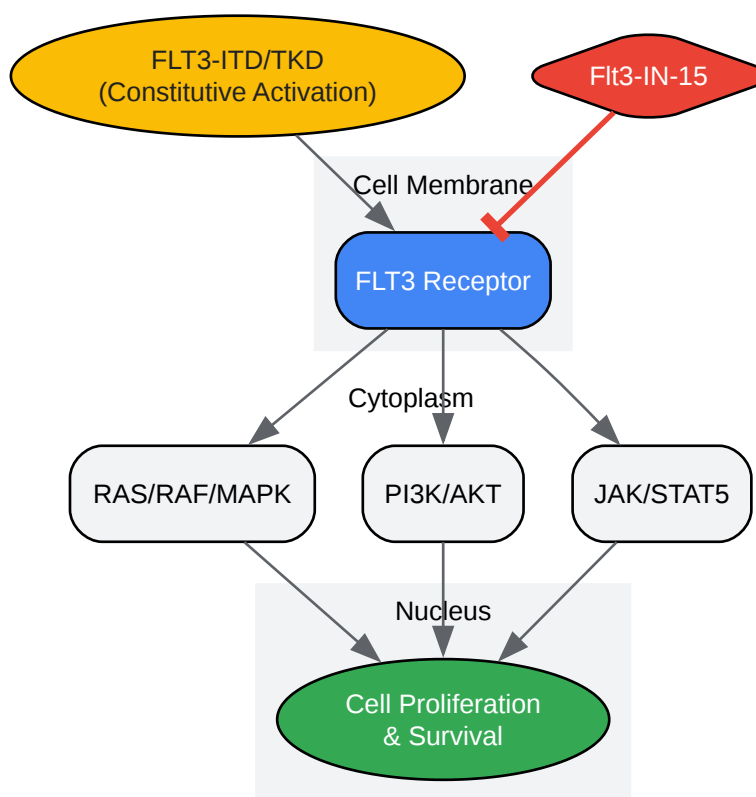 FLT3-ITD/TKD
(Constitutive Activation)
Flt3-IN-15
Cell Membrane
FLT3 Receptor
Cytoplasm
RAS/RAF/MAPK
PI3K/AKT
JAK/STAT5
Nucleus
Cell Proliferation
& Survival